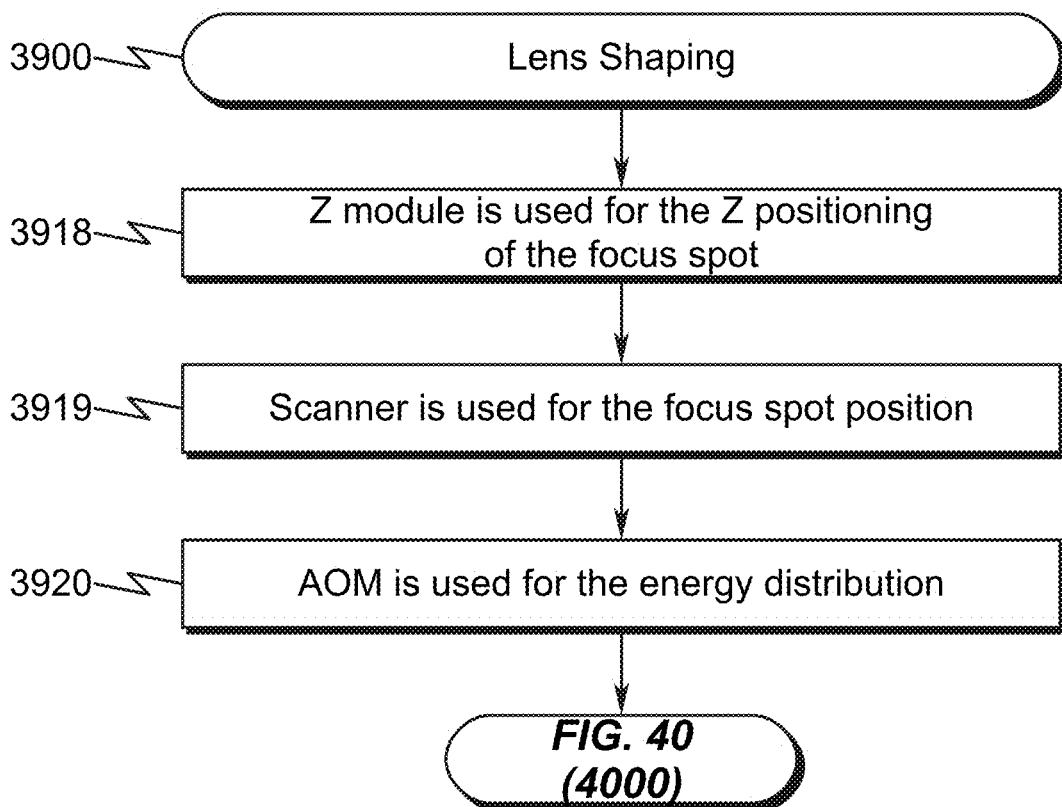 3900
Lens Shaping
3918
Z module is used for the Z positioning
of the focus spot
3919
Scanner is used for the focus spot position
3920
AOM is used for the energy distribution
FIG. 40
(4000)